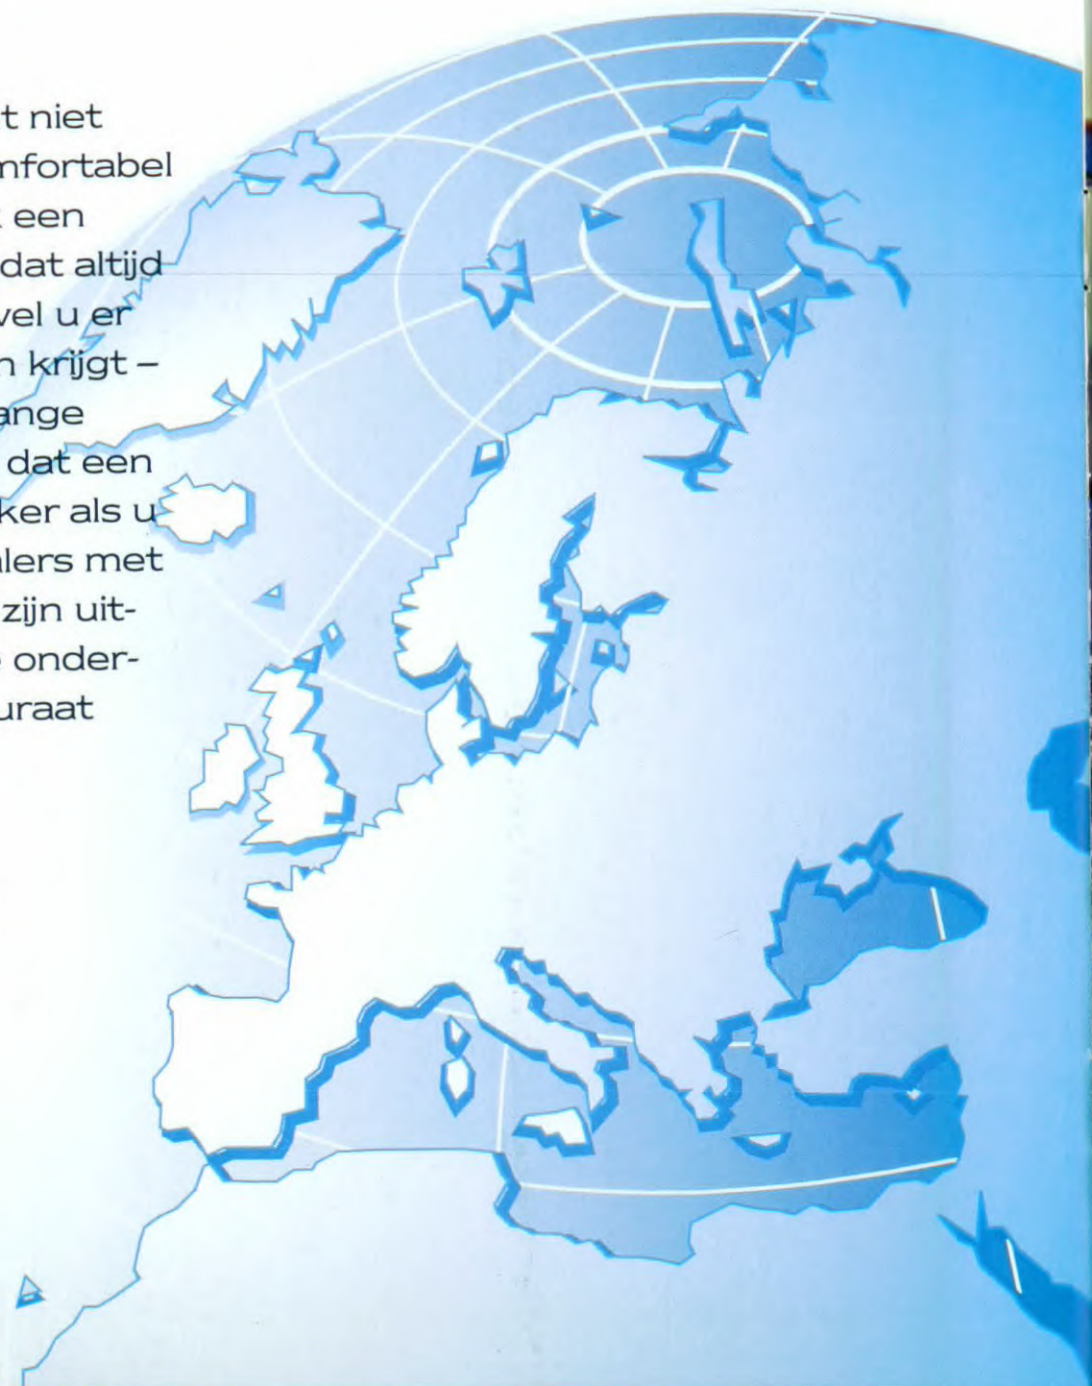 t niet
nfortabel
een
dat altijd
vel u er
n krijgt –
ange
dat een
ker als u
lers met
zijn uit-
onder-
uraat